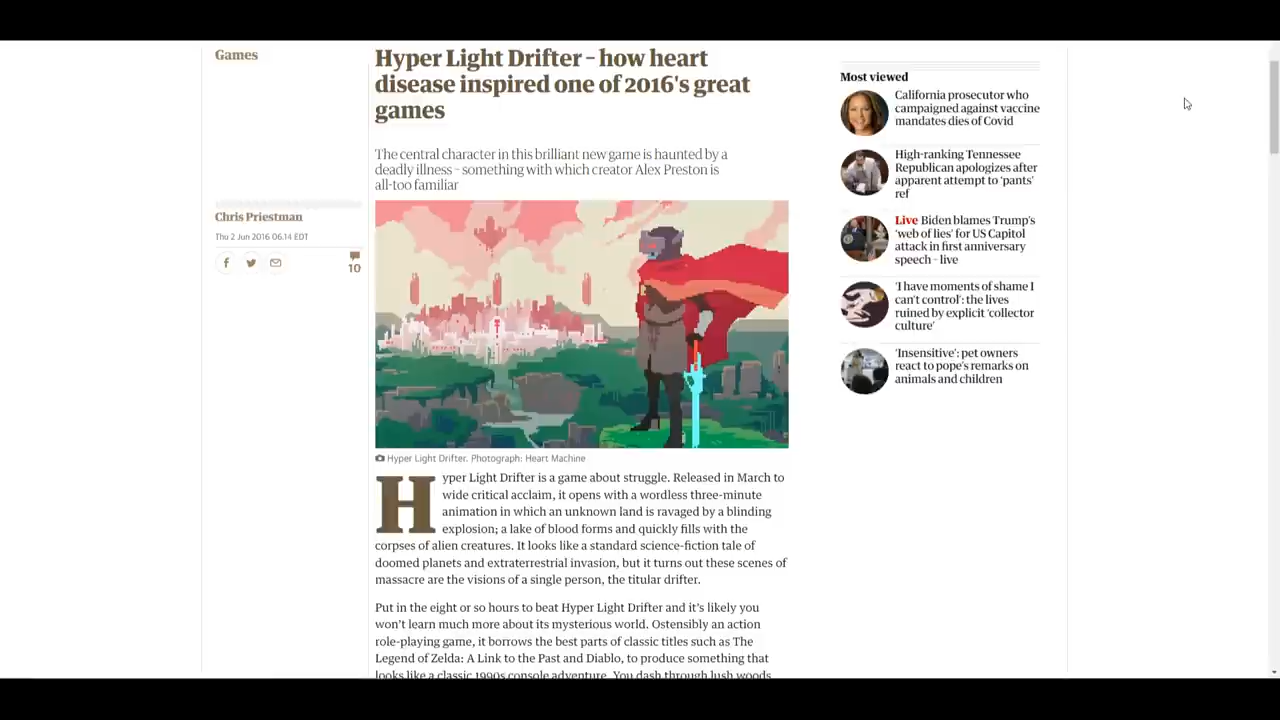 Games
Hyper Light Drifter – how heart
disease inspired one of 2016's great
games
The central character in this brilliant new game is haunted by a
deadly illness – something with which creator Alex Preston is
all-too familiar
Chris Priestman
Thu 2 Jun 2016 06.14 EDT
10
Hyper Light Drifter. Photograph: Heart Machine
Hyper Light Drifter is a game about struggle. Released in March to
wide critical acclaim, it opens with a wordless three-minute
animation in which an unknown land is ravaged by a blinding
explosion; a lake of blood forms and quickly fills with the
corpses of alien creatures. It looks like a standard science-fiction tale of
doomed planets and extraterrestrial invasion, but it turns out these scenes of
massacre are the visions of a single person, the titular drifter.
Put in the eight or so hours to beat Hyper Light Drifter and it's likely you
won't learn much more about its mysterious world. Ostensibly an action
role-playing game, it borrows the best parts of classic titles such as The
Legend of Zelda: A Link to the Past and Diablo, to produce something that
looks like a classic 1990s console adventure. You dash through lush woods
Most viewed
California prosecutor who
campaigned against vaccine
mandates dies of Covid
High-ranking Tennessee
Republican apologizes after
apparent attempt to 'pants'
ref
Live Biden blames Trump's
'web of lies' for US Capitol
attack in first anniversary
speech – live
'I have moments of shame I
can't control': the lives
ruined by explicit 'collector
culture'
'Insensitive': pet owners
react to pope's remarks on
animals and children